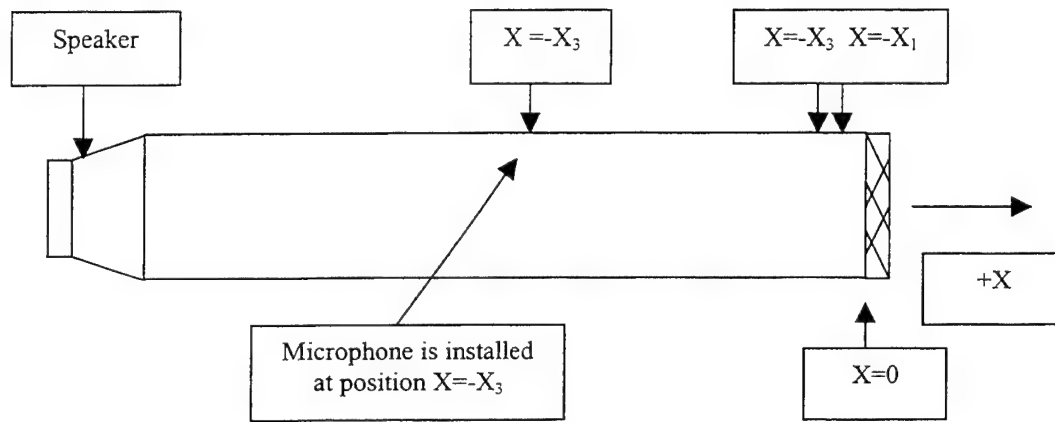 Speaker
X =-X₃
X=-X₃ X=-X₁
+X
Microphone is installed
at position X=-X₃
X=0